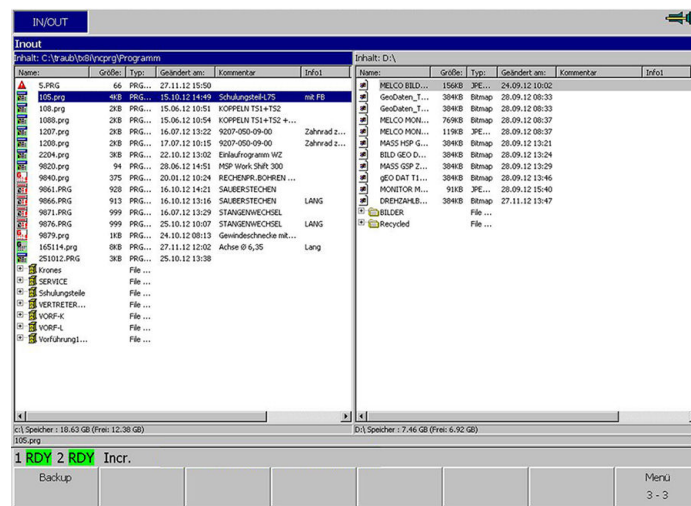 IN/OUT
Inout
Inhalt: C:\traub\tx8i\ncprg\Programm
Name: Größe: Typ: Geändert am: Kommentar Info1
5.PRG 66 PRG... 27.11.12 15:50
105.prg 4KB PRG... 15.10.12 14:49 Schulungsteil-L75 mit FB
108.prg 2KB PRG... 15.06.12 10:51 KOPPELN TS1+TS2
1088.prg 2KB PRG... 15.06.12 10:54 KOPPELN TS1+TS2 +...
1207.prg 2KB PRG... 16.07.12 13:22 9207-050-09-00 Zahnrad z...
1208.prg 2KB PRG... 17.07.12 10:15 9207-050-09-00 Zahnrad z...
2204.prg 3KB PRG... 22.10.12 13:02 Einlaufrogramm WZ
9820.prg 94 PRG... 28.06.12 14:51 MSP Work Shift 300
9840.prg 375 PRG... 20.01.12 10:24 RECHENPR.BOHREN ...
9861.PRG 928 PRG... 16.10.12 14:21 SAUBERSTECHEN
9866.PRG 913 PRG... 16.10.12 13:16 SAUBERSTECHEN LANG
9871.PRG 999 PRG... 16.07.12 13:29 STANGENWECHSEL
9876.PRG 999 PRG... 25.10.12 10:07 STANGENWECHSEL LANG
9879.prg 1KB PRG... 24.10.12 08:13 Gewindeschnecke mit...
165114.prg 8KB PRG... 27.11.12 12:02 Achse Ø 6,35 Lang
251012.PRG 3KB PRG... 25.10.12 13:38
Krones File ...
SERVICE File ...
Sshulungsteile File ...
VERTRETER... File ...
VORF-K File ...
VORF-L File ...
Vorführung1... File ...
c:\ Speicher : 18.63 GB (Frei: 12.38 GB)
105.prg
Inhalt: D:\
Name: Größe: Typ: Geändert am: Kommentar Info1
MELCO BILD... 156KB JPE... 24.09.12 10:02
GeoDaten_T... 384KB Bitmap 28.09.12 08:33
GeoDaten_T... 384KB Bitmap 28.09.12 08:33
MELCO MON... 769KB Bitmap 28.09.12 08:37
MELCO MON... 119KB JPE... 28.09.12 08:37
MASS HSP G... 384KB Bitmap 28.09.12 13:21
BILD GEO D... 384KB Bitmap 28.09.12 13:24
MASS GSP Z... 384KB Bitmap 28.09.12 13:29
gEO DAT T1... 384KB Bitmap 28.09.12 13:46
MONITOR M... 91KB JPE... 28.09.12 15:40
DREHZAHLB... 384KB Bitmap 27.11.12 13:47
BILDER File ...
Recycled File ...
D:\ Speicher : 7.46 GB (Frei: 6.92 GB)
1 RDY 2 RDY Incr.
Backup
Menü
3 - 3